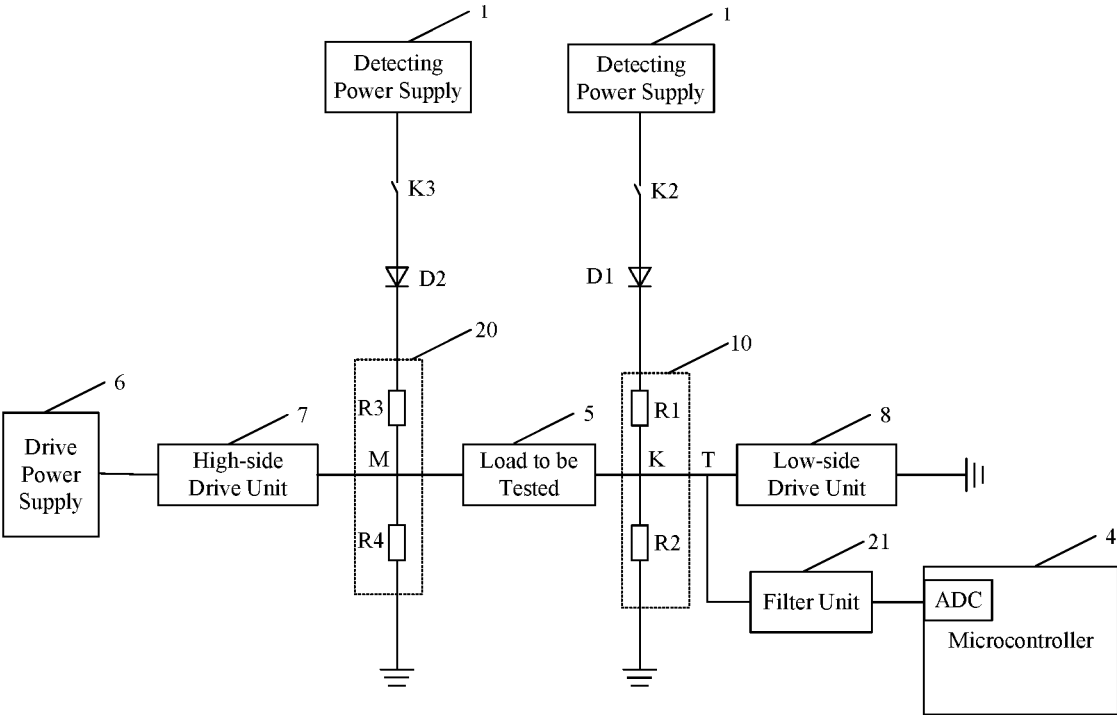 1
1
Detecting
Power Supply
Detecting
Power Supply
K3
K2
D2
D1
20
10
6
7
5
8
R3
R1
Drive
Power
Supply
High-side
Drive Unit
M
Load to be
Tested
K
T
Low-side
Drive Unit
R4
R2
21
4
Filter Unit
ADC
Microcontroller